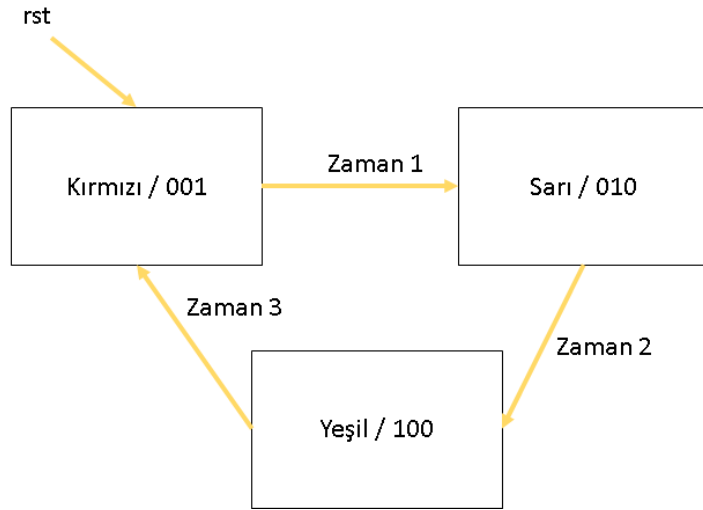 rst
Kırmızı / 001
Zaman 1
Sarı / 010
Zaman 3
Zaman 2
Yeşil / 100